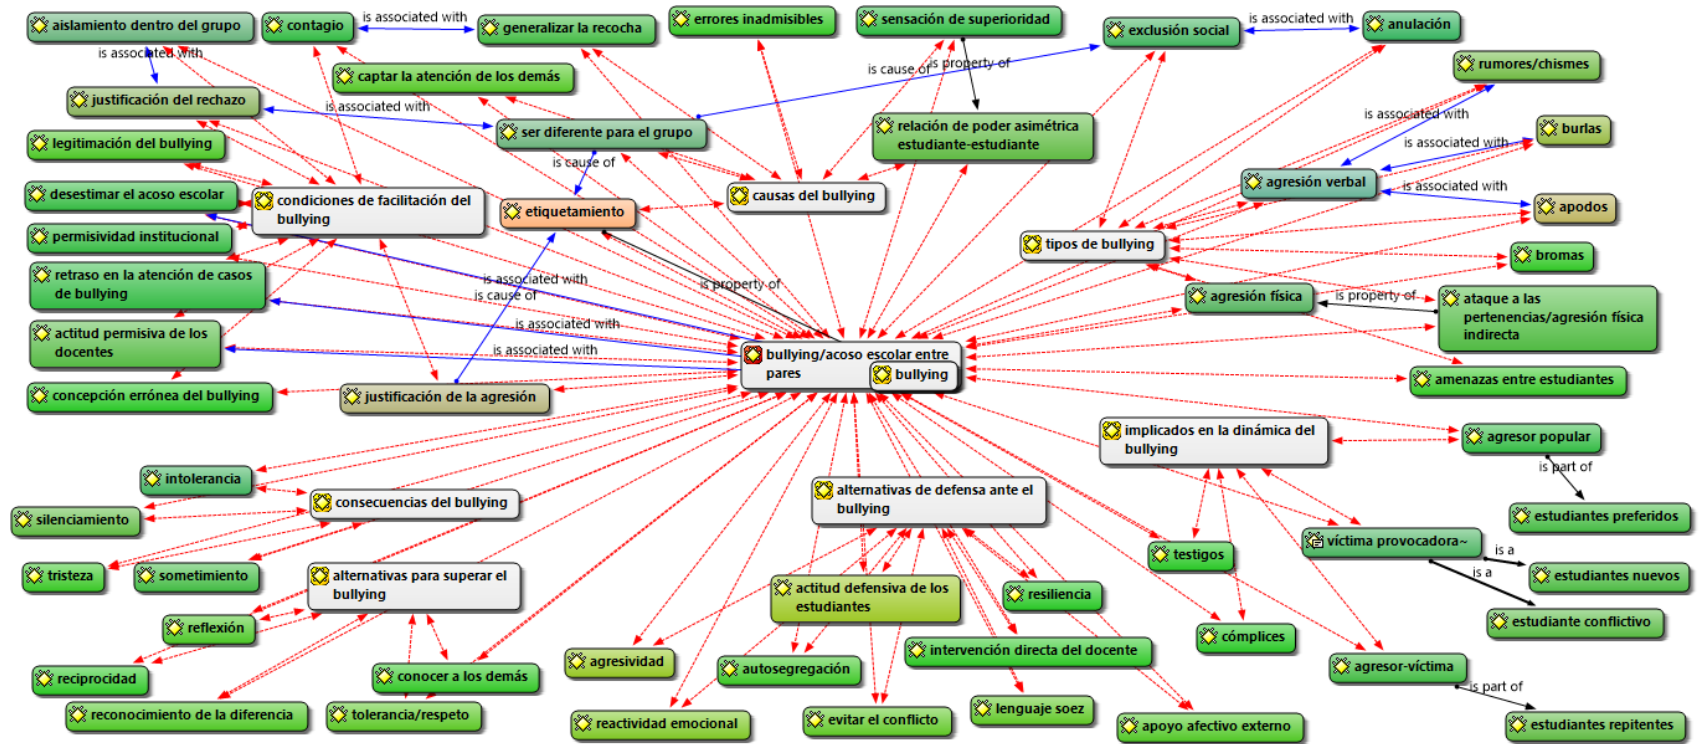 aislamiento dentro del grupo
contagio
is associated with
generalizar la recocha
errores inadmisibles
sensación de superioridad
exclusión social
is associated with
anulación
is associated with
captar la atención de los demás
is cause of
is property of
rumores/chismes
justificación del rechazo
is associated with
ser diferente para el grupo
relación de poder asimétrica
estudiante-estudiante
is associated with
burlas
legitimación del bullying
is cause of
is associated with
desestimar el acoso escolar
condiciones de facilitación del
bullying
etiquetamiento
causas del bullying
agresión verbal
is associated with
apodos
permisividad institucional
tipos de bullying
bromas
retraso en la atención de casos
de bullying
is associated with
is cause of
is property of
agresión física
is property of
ataque a las
pertenencias/agresión física
indirecta
actitud permisiva de los
docentes
is associated with
is associated with
bullying/acoso escolar entre
pares
bullying
concepción errónea del bullying
justificación de la agresión
amenazas entre estudiantes
implicados en la dinámica del
bullying
agresor popular
is part of
intolerancia
consecuencias del bullying
alternativas de defensa ante el
bullying
silenciamiento
estudiantes preferidos
víctima provocadora~
testigos
is a
is a
tristeza
sometimiento
alternativas para superar el
bullying
actitud defensiva de los
estudiantes
resiliencia
estudiantes nuevos
estudiante conflictivo
reflexión
cómplices
agresividad
autosegregación
intervención directa del docente
agresor-víctima
reciprocidad
conocer a los demás
is part of
reconocimiento de la diferencia
tolerancia/respeto
reactividad emocional
evitar el conflicto
lenguaje soez
apoyo afectivo externo
estudiantes repitentes